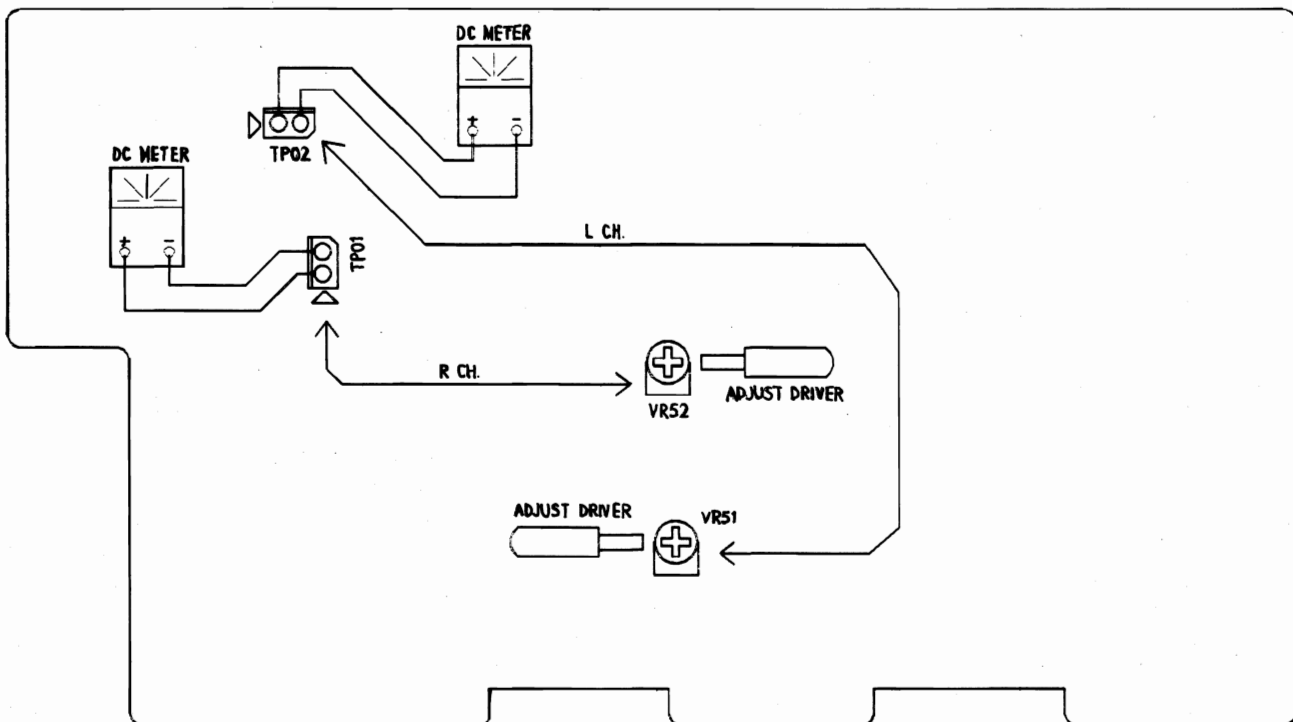 DC METER
+ -
TP02
DC METER
+ -
TP01
L CH.
R CH.
VR52
ADJUST DRIVER
ADJUST DRIVER
VR51